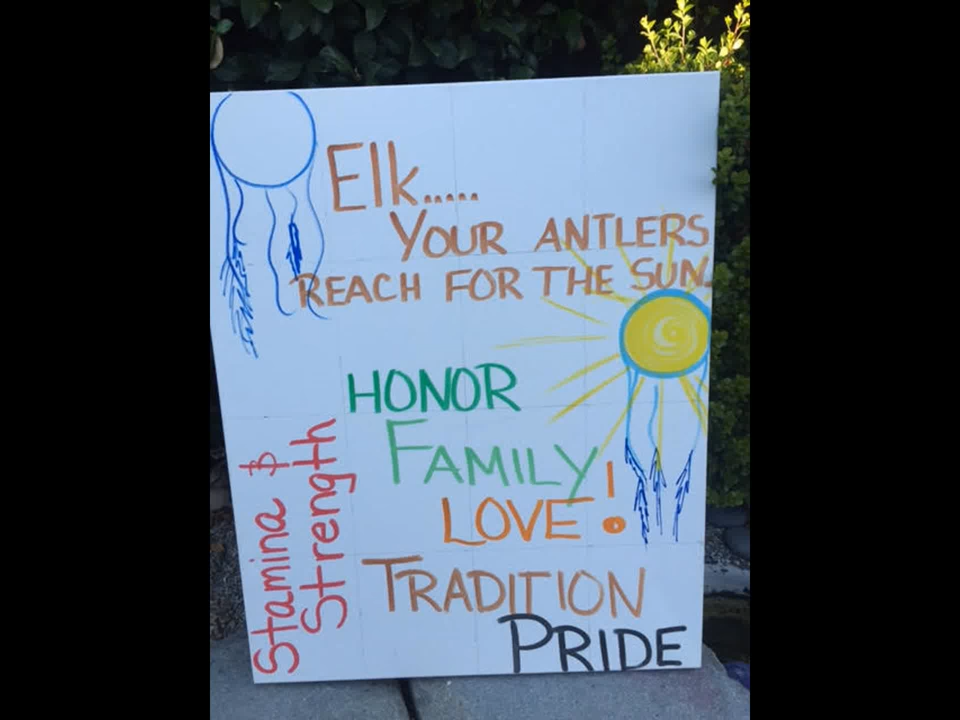 Elk.....
YOUR ANTLERS
REACH FOR THE SUN.
HONOR
FAMILY
LOVE!
Stamina &
Strength
TRADITION
PRIDE